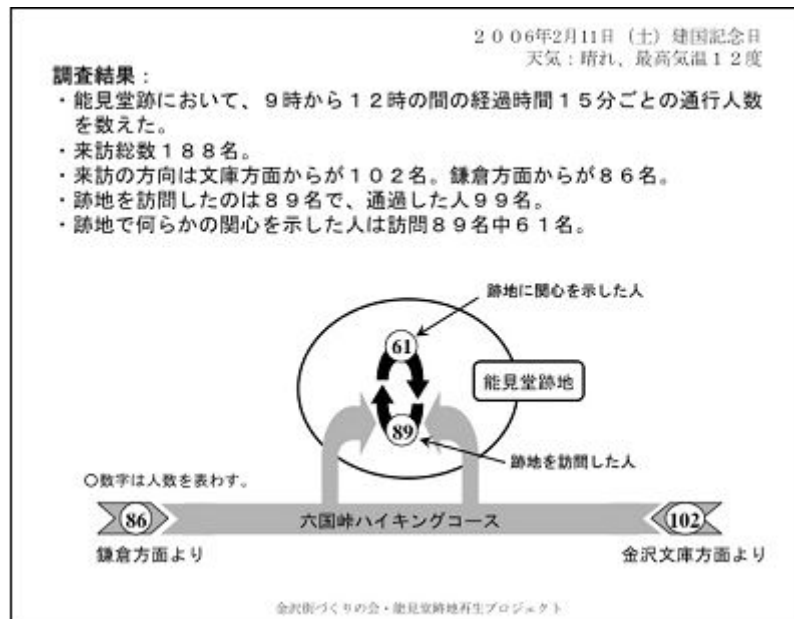 ２００6年2月11日（土）建国記念日
天気：晴れ、最高気温１２度
調査結果：
・能見堂跡において、９時から１２時の間の経過時間１５分ごとの通行人数
を数えた。
・来訪総数１８８名。
・来訪の方向は文庫方面からが１０２名。鎌倉方面からが８６名。
・跡地を訪問したのは８９名で、通過した人９９名。
・跡地で何らかの関心を示した人は訪問８９名中６１名。
跡地に関心を示した人
61
能見堂跡地
89
跡地を訪問した人
〇数字は人数を表わす。
86
六国峠ハイキングコース
102
鎌倉方面より
金沢文庫方面より
金沢街づくりの会・能見堂跡地再生プロジェクト